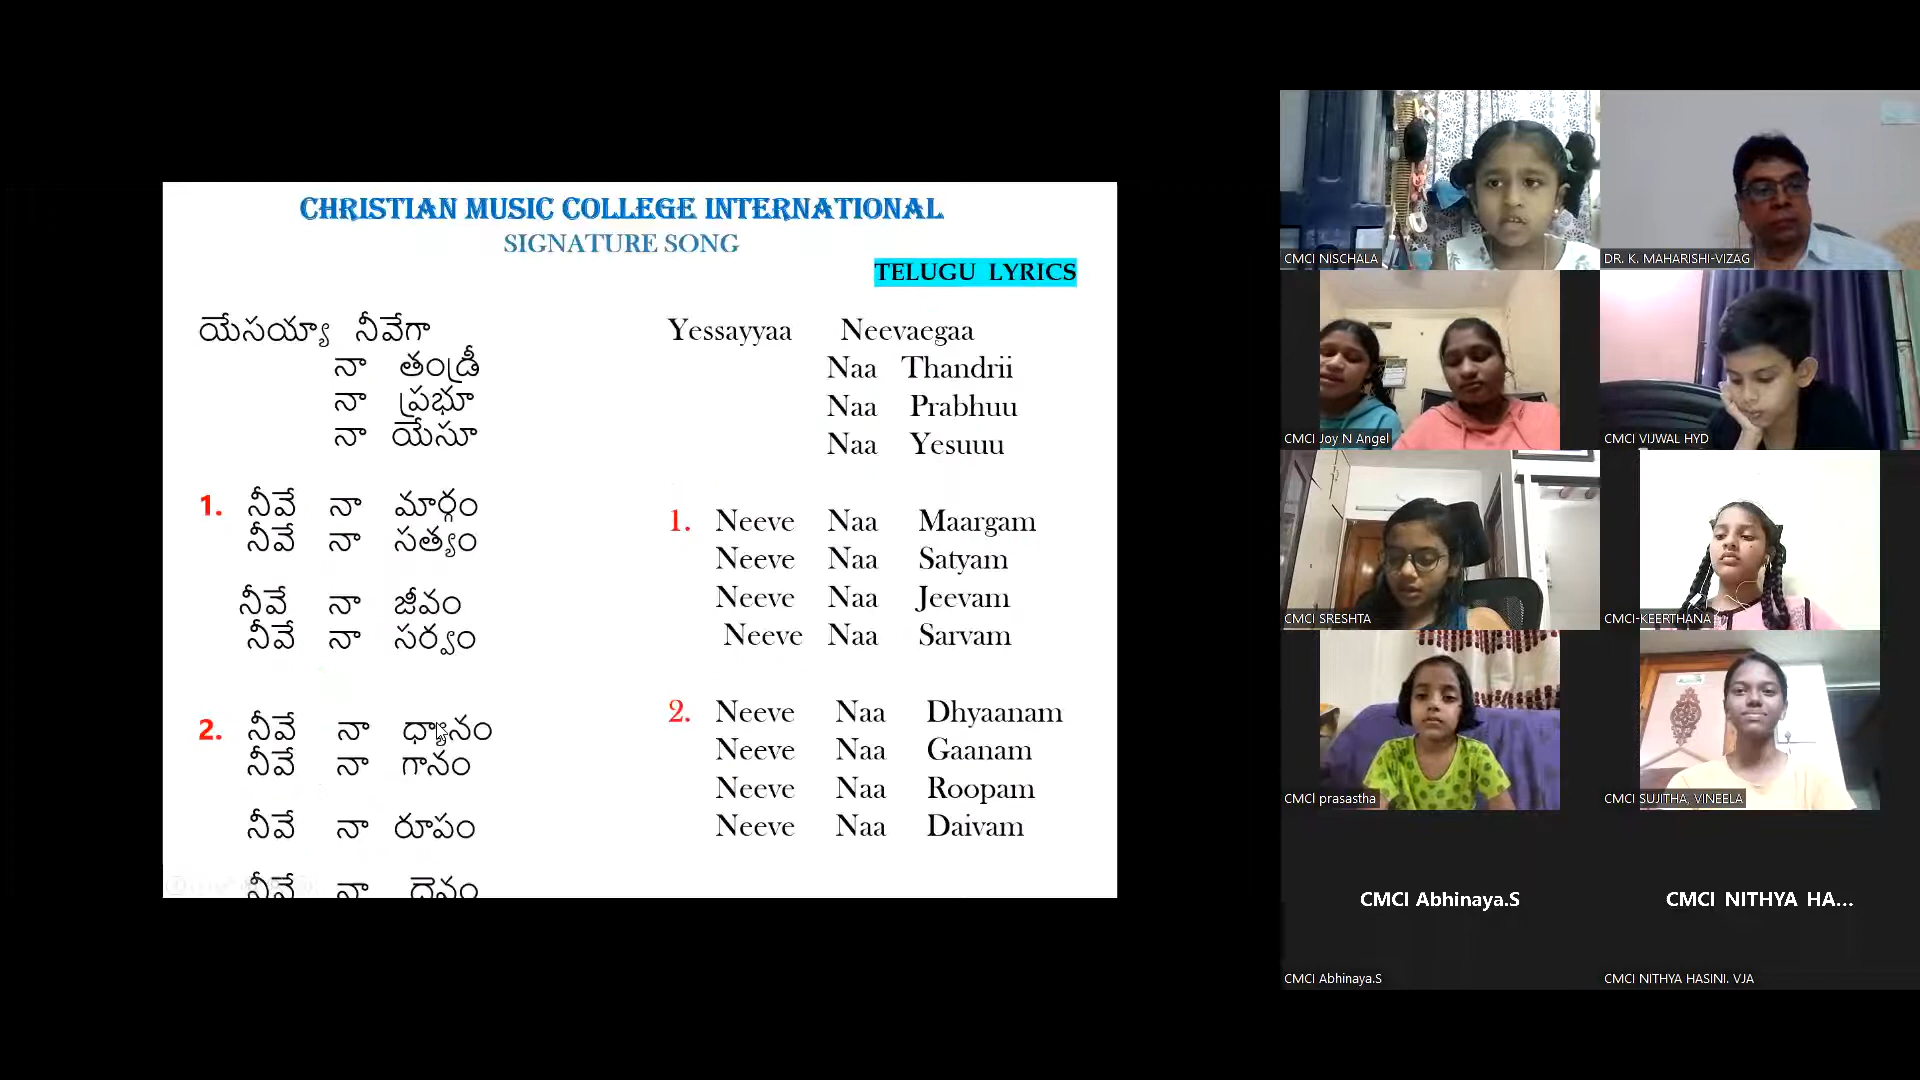 CHRISTIAN MUSIC COLLEGE INTERNATIONAL
SIGNATURE SONG
TELUGU LYRICS
యేసయ్యా నీవేగా
నా తండ్రీ
నా ప్రభూ
నా యేసూ
1. నీవే నా మార్గం
నీవే నా సత్యం
నీవే నా జీవం
నీవే నా సర్వం
2. నీవే నా ధ్యానం
నీవే నా గానం
నీవే నా రూపం
నీవే నా దైవం
Yessayyaa Neevaegaa
Naa Thandrii
Naa Prabhuu
Naa Yesuuu
1. Neeve Naa Maargam
Neeve Naa Satyam
Neeve Naa Jeevam
Neeve Naa Sarvam
2. Neeve Naa Dhyaanam
Neeve Naa Gaanam
Neeve Naa Roopam
Neeve Naa Daivam
CMCI NISCHALA
DR. K. MAHARISHI-VIZAG
CMCI Joy N Angel
CMCI VIJWAL HYD
CMCI SRESHTA
CMCI-KEERTHANA
CMCI prasastha
CMCI SUJITHA, VINEELA
CMCI Abhinaya.S
CMCI NITHYA HA...
CMCI Abhinaya.S
CMCI NITHYA HASINI. VJA